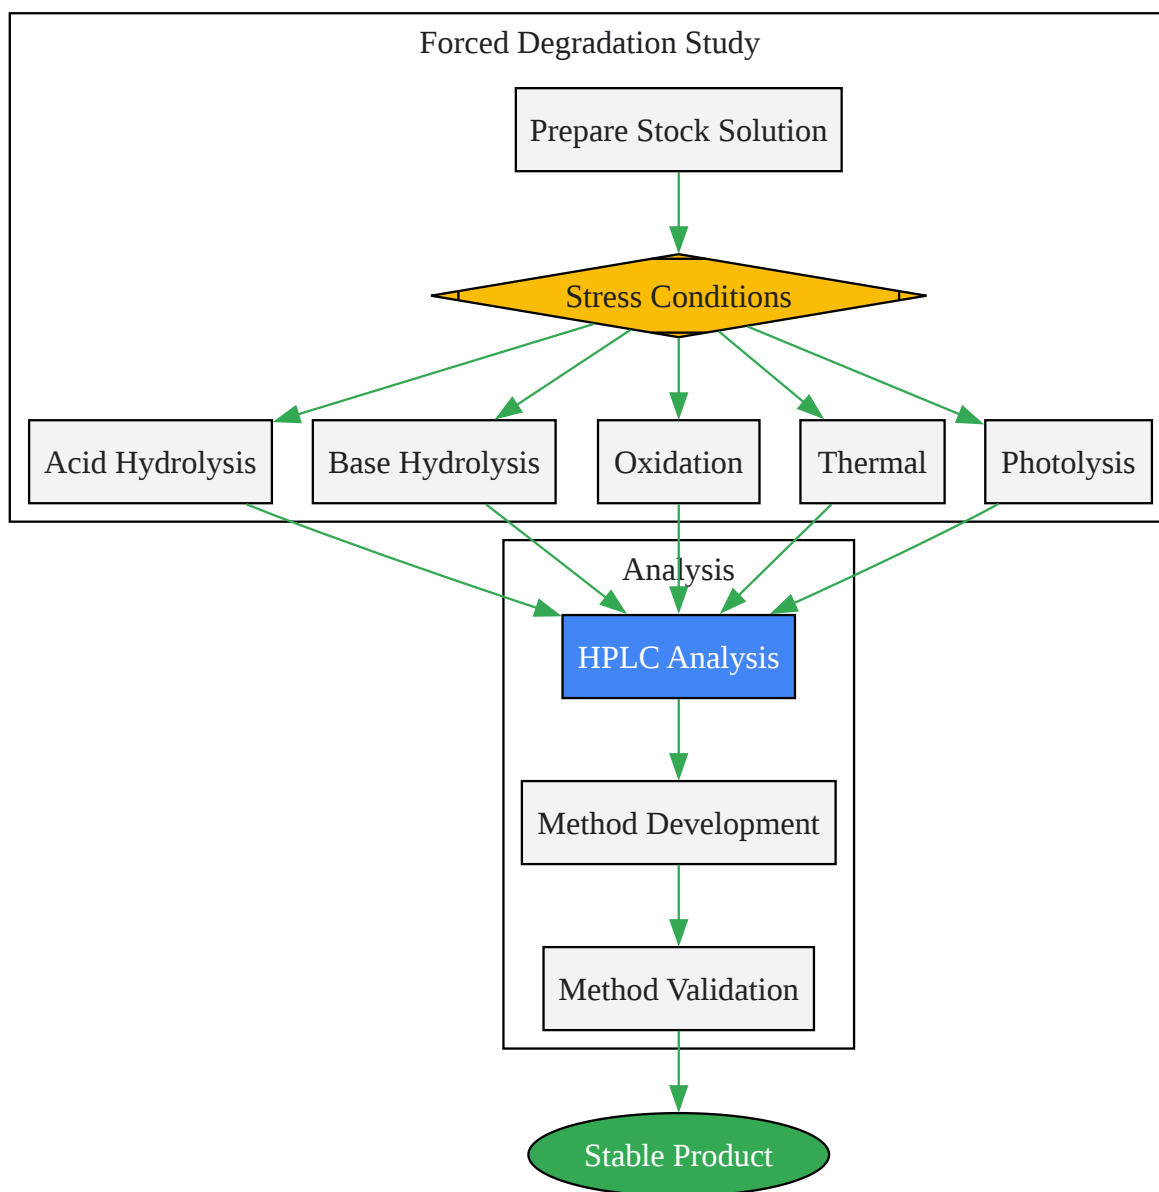 Forced Degradation Study
Prepare Stock Solution
Stress Conditions
Acid Hydrolysis
Base Hydrolysis
Oxidation
Thermal
Photolysis
Analysis
HPLC Analysis
Method Development
Method Validation
Stable Product